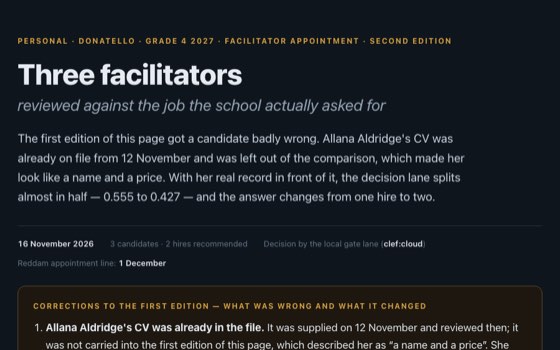 PERSONAL · DONATELLO · GRADE 4 2027 · FACILITATOR APPOINTMENT · SECOND EDITION
Three facilitators
reviewed against the job the school actually asked for
The first edition of this page got a candidate badly wrong. Allana Aldridge's CV was
already on file from 12 November and was left out of the comparison, which made her
look like a name and a price. With her real record in front of it, the decision lane splits
almost in half — 0.555 to 0.427 — and the answer changes from one hire to two.
16 November 2026 3 candidates · 2 hires recommended Decision by the local gate lane (clef:cloud)
Reddam appointment line: 1 December
CORRECTIONS TO THE FIRST EDITION — WHAT WAS WRONG AND WHAT IT CHANGED
1. Allana Aldridge's CV was already in the file. It was supplied on 12 November and reviewed then; it
was not carried into the first edition of this page, which described her as “a name and a price”. She